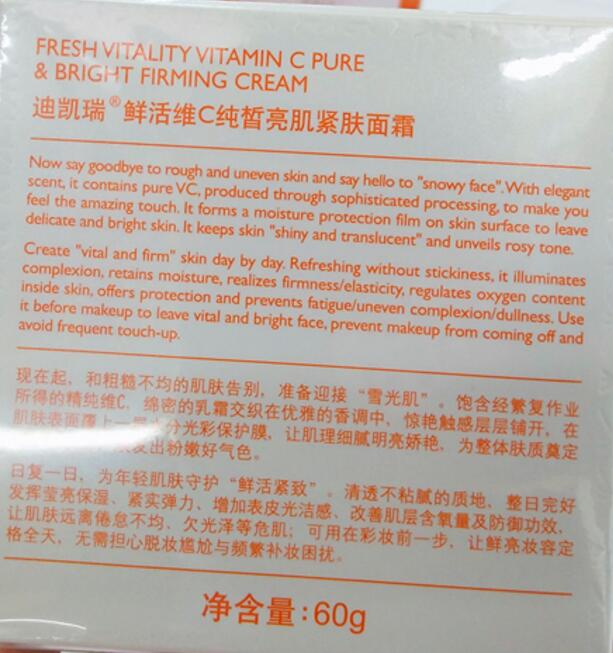 FRESH VITALITY VITAMIN C PURE
& BRIGHT FIRMING CREAM
迪凯瑞®鲜活维C纯皙亮肌紧肤面霜
Now say goodbye to rough and uneven skin and say hello to "snowy face". With elegant
scent, it contains pure VC, produced through sophisticated processing, to make you
feel the amazing touch. It forms a moisture protection film on skin surface to leave
delicate and bright skin. It keeps skin "shiny and translucent" and unveils rosy tone.
Create "vital and firm" skin day by day. Refreshing without stickiness, it illuminates
complexion, retains moisture, realizes firmness/elasticity, regulates oxygen content
inside skin, offers protection and prevents fatigue/uneven complexion/dullness. Use
it before makeup to leave vital and bright face, prevent makeup from coming off and
avoid frequent touch-up.
现在起，和粗糙不均的肌肤告别，准备迎接“雪光肌”。饱含经繁复作业
所得的精纯维C，绵密的乳霜交织在优雅的香调中，惊艳触感层层铺开，在
肌肤表面覆上一层水分光彩保护膜，让肌理细腻明亮娇艳，为整体肤质奠定
发出粉嫩好气色。
日复一日，为年轻肌肤守护“鲜活紧致”。清透不粘腻的质地，整日完好
发挥莹亮保湿、紧实弹力、增加表皮光洁感、改善肌层含氧量及防御功效，
让肌肤远离倦怠不均、欠光泽等危肌；可用在彩妆前一步，让鲜亮妆容定
格全天，无需担心脱妆尴尬与频繁补妆困扰。
净含量：60g